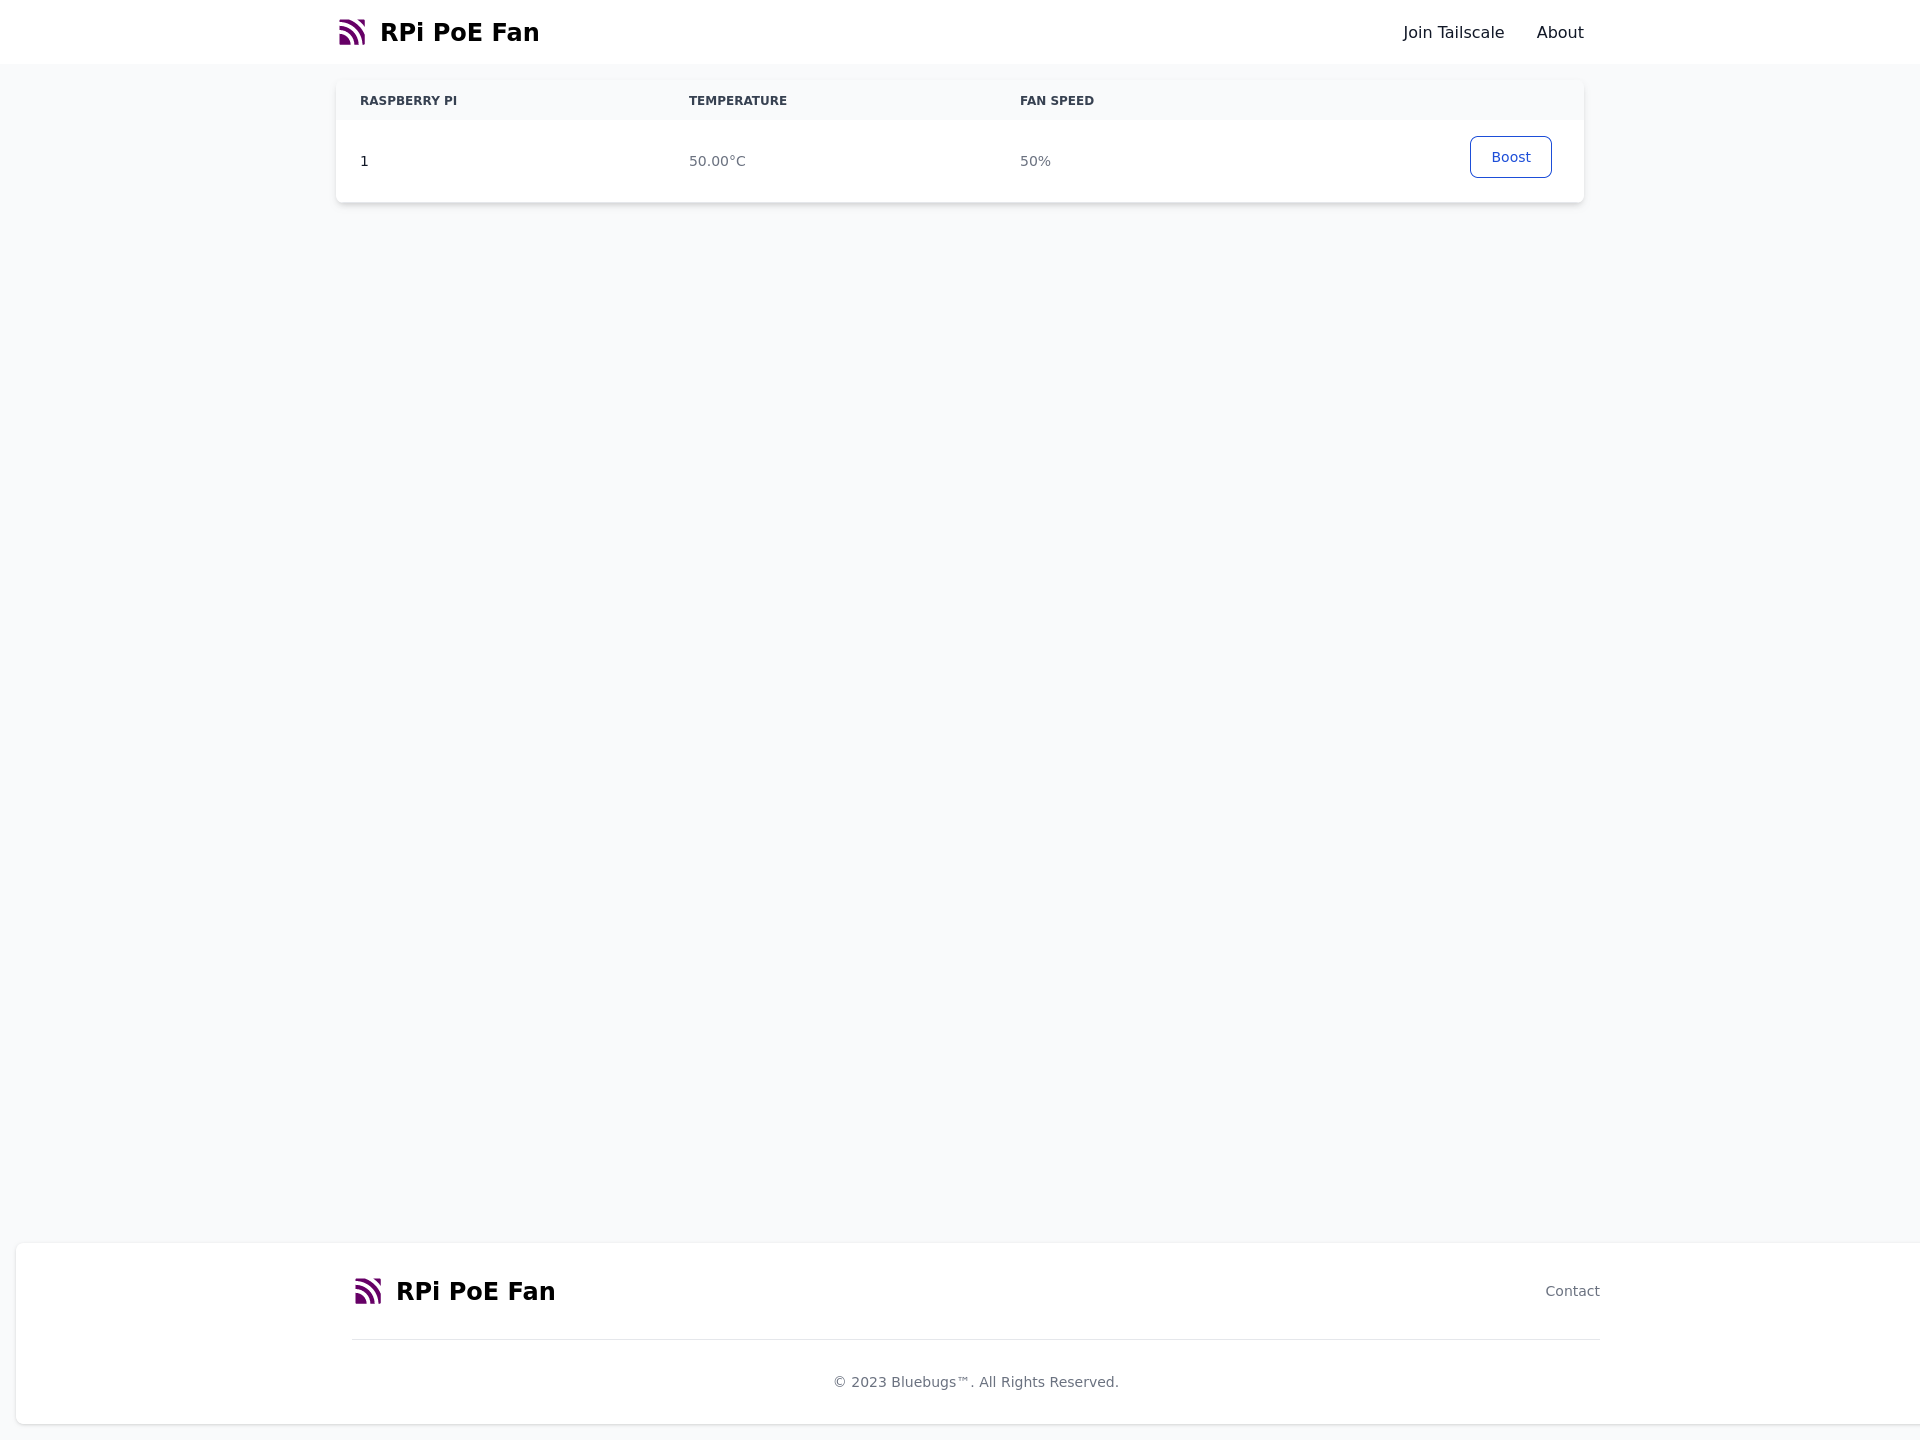 RPi PoE Fan
Join Tailscale About
RASPBERRY PI TEMPERATURE FAN SPEED
1 50.00°C 50% Boost
RPi PoE Fan
Contact
© 2023 Bluebugs™. All Rights Reserved.